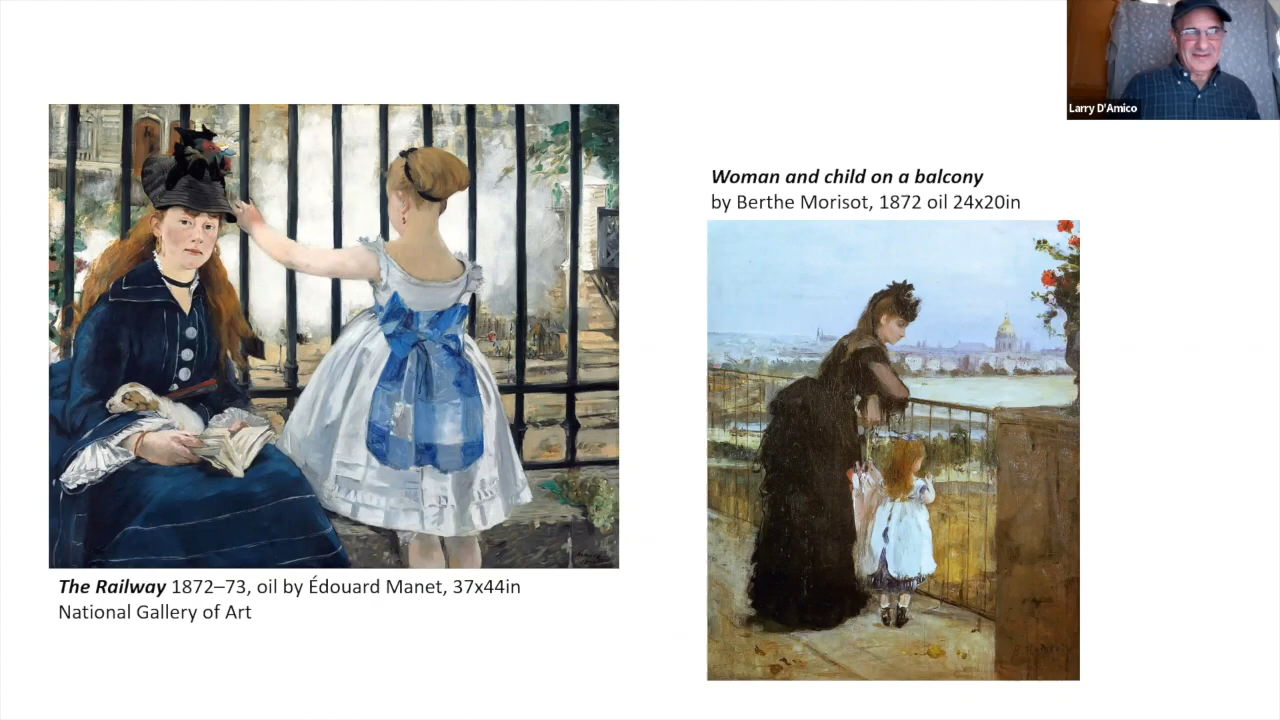 Larry D'Amico
Woman and child on a balcony
by Berthe Morisot, 1872 oil 24x20in
The Railway 1872–73, oil by Édouard Manet, 37x44in
National Gallery of Art